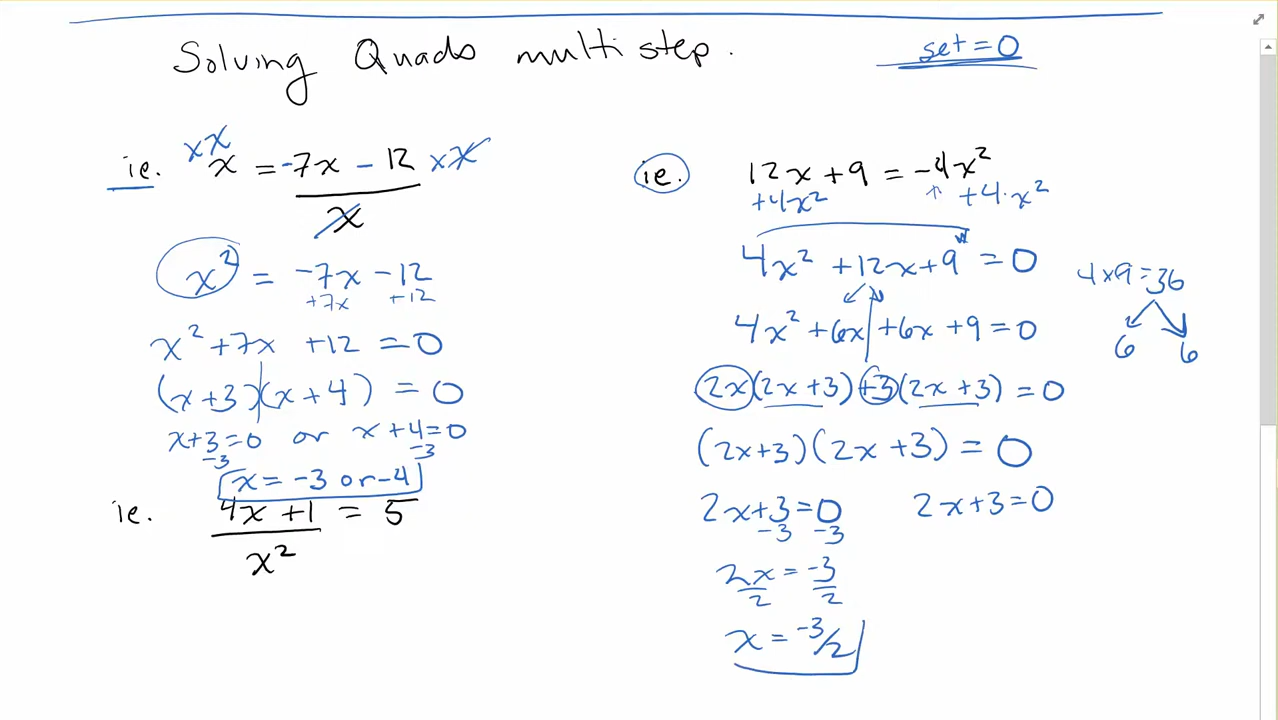 Solving Quads multi step.
set = 0
ie. x = -7x - 12
×x ×x
x
x² = -7x -12
+7x +12
x² +7x +12 = 0
(x+3)(x+4) = 0
x+3=0 or x+4=0
-3 -3
x = -3 or -4
ie. 4x +1 = 5
x²
ie. 12x +9 = -4x²
+4x² +4·x²
4x² +12x+9 = 0
4×9=36
6 6
4x² +6x +6x +9 = 0
2x(2x+3)+3(2x+3) = 0
(2x+3)(2x+3) = 0
2x+3=0 2x+3=0
-3 -3
2x = -3
2 2
x = -3/2